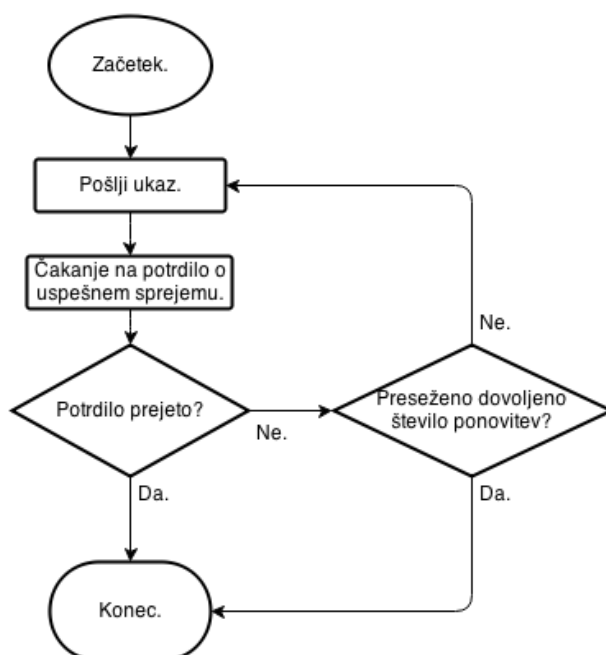 Začetek.
Pošlji ukaz.
Čakanje na potrdilo o
uspešnem sprejemu.
Ne.
Potrdilo prejeto?
Preseženo dovoljeno
število ponovitev?
Ne.
Da.
Da.
Konec.